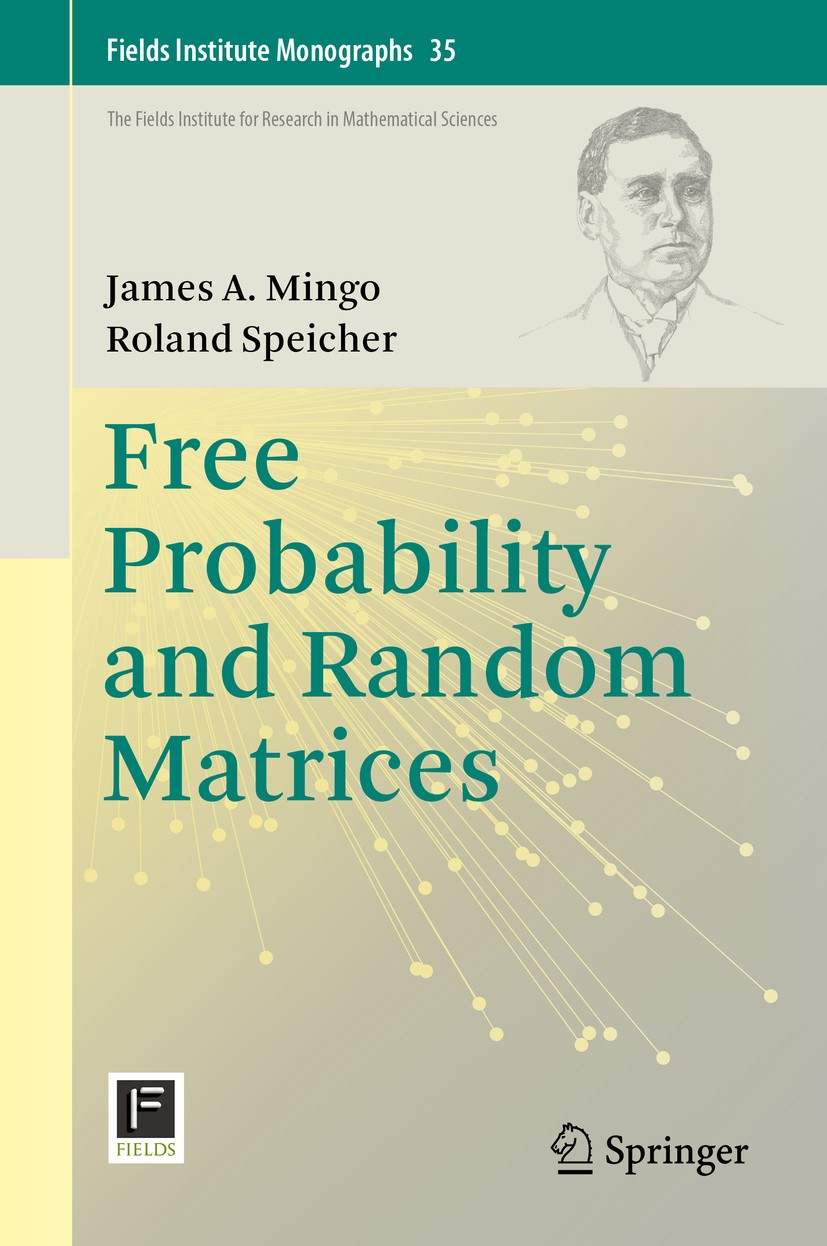 Fields Institute Monographs 35
The Fields Institute for Research in Mathematical Sciences
James A. Mingo
Roland Speicher
Free
Probability
and Random
Matrices
F
FIELDS
Springer